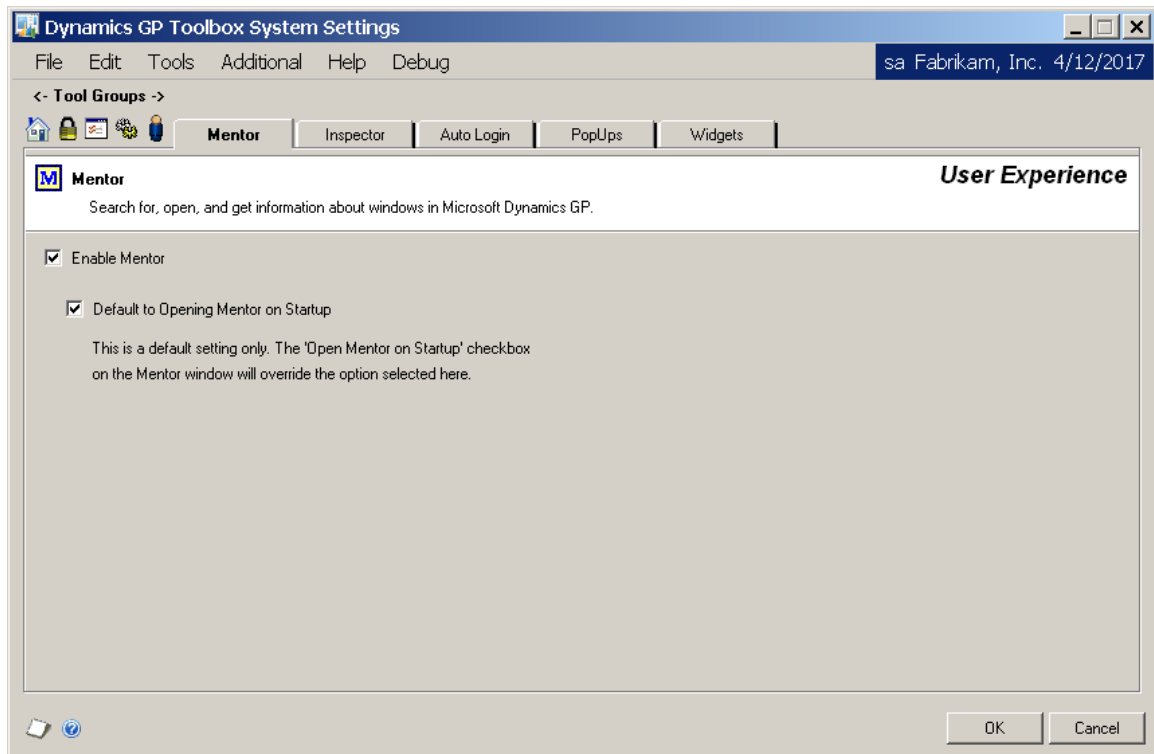 Dynamics GP Toolbox System Settings
File Edit Tools Additional Help Debug sa Fabrikam, Inc. 4/12/2017
<- Tool Groups ->
Mentor Inspector Auto Login PopUps Widgets
M Mentor User Experience
Search for, open, and get information about windows in Microsoft Dynamics GP.
Enable Mentor
Default to Opening Mentor on Startup
This is a default setting only. The 'Open Mentor on Startup' checkbox
on the Mentor window will override the option selected here.
OK Cancel